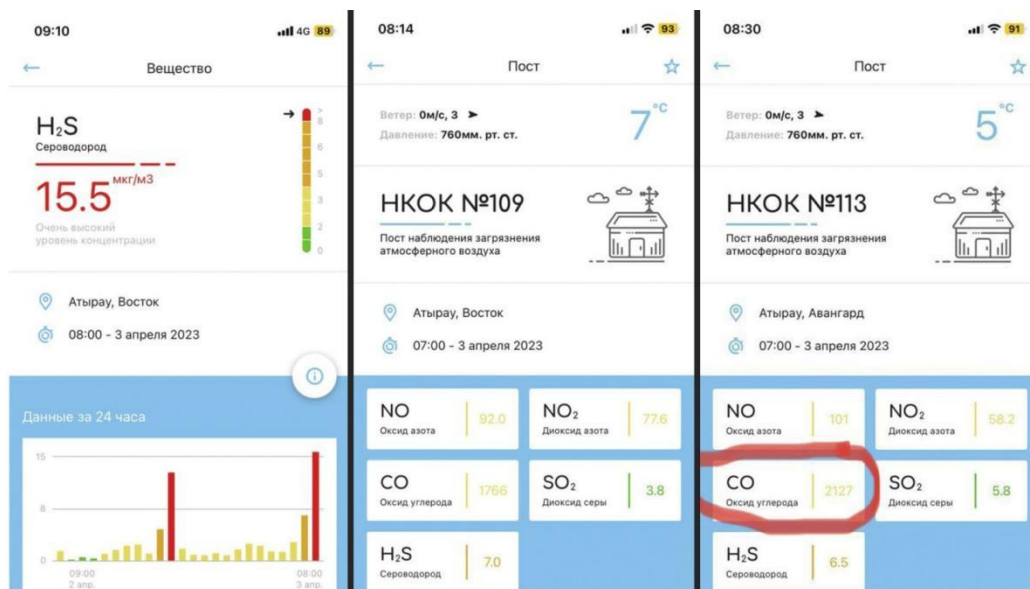 09:10
4G 89
Вещество
H₂S
Сероводород
15.5 мкг/м3
Очень высокий
уровень концентрации
>
8
6
5
3
2
0
Атырау, Восток
08:00 - 3 апреля 2023
Данные за 24 часа
15
8
0
09:00
2 апр.
08:00
3 апр.
08:14
93
Пост
Ветер: 0м/с, З
Давление: 760мм. рт. ст.
7°C
НКОК №109
Пост наблюдения загрязнения
атмосферного воздуха
Атырау, Восток
07:00 - 3 апреля 2023
NO
Оксид азота
92.0
NO₂
Диоксид азота
77.6
CO
Оксид углерода
1766
SO₂
Диоксид серы
3.8
H₂S
Сероводород
7.0
08:30
91
Пост
Ветер: 0м/с, З
Давление: 760мм. рт. ст.
5°C
НКОК №113
Пост наблюдения загрязнения
атмосферного воздуха
Атырау, Авангард
07:00 - 3 апреля 2023
NO
Оксид азота
101
NO₂
Диоксид азота
58.2
CO
Оксид углерода
2127
SO₂
Диоксид серы
5.8
H₂S
Сероводород
6.5